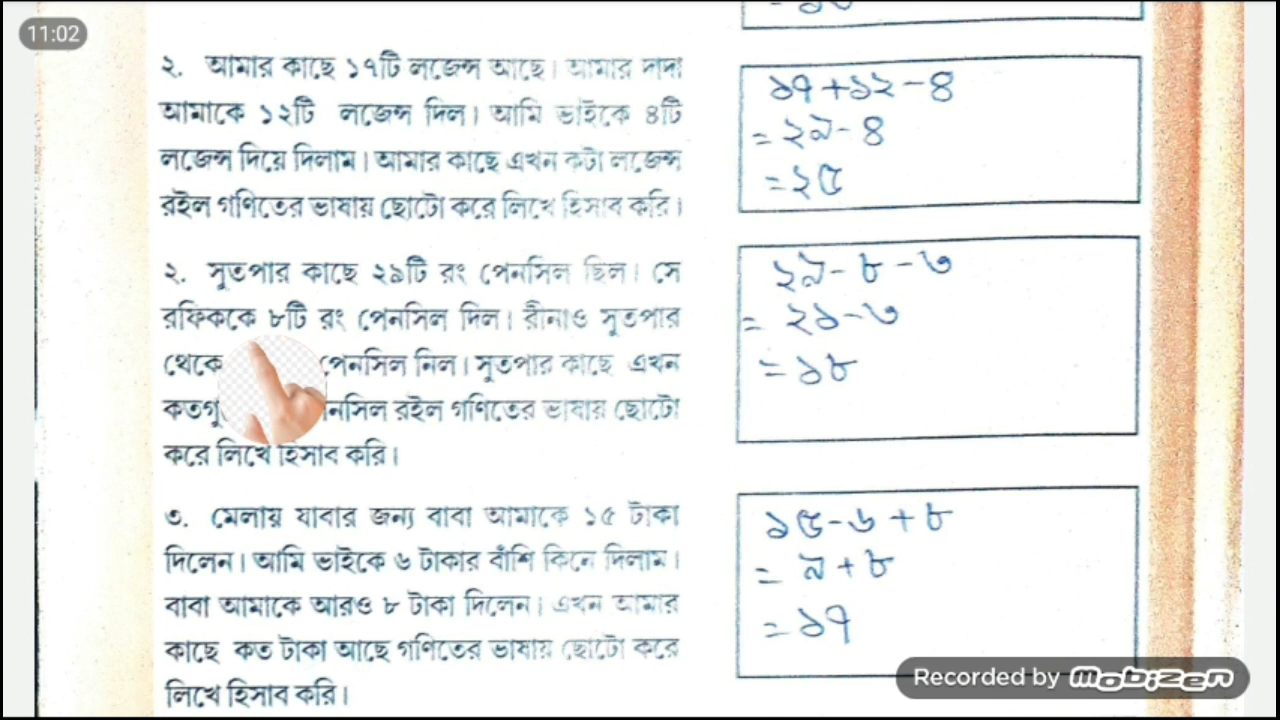 11:02
২. আমার কাছে ১৭টি লজেন্স আছে। আমার দাদা
আমাকে ১২টি লজেন্স দিল। আমি ভাইকে ৪টি
লজেন্স দিয়ে দিলাম। আমার কাছে এখন কটা লজেন্স
রইল গণিতের ভাষায় ছোটো করে লিখে হিসাব করি।
১৭+১২-৪
=২৯-৪
=২৫
২. সুতপার কাছে ২৯টি রং পেনসিল ছিল। সে
রফিককে ৮টি রং পেনসিল দিল। রীনাও সুতপার
থেকে পেনসিল নিল। সুতপার কাছে এখন
রইল গণিতের ভাষায় ছোটো
করে লিখে হিসাব করি।
২৯-৮-৩
= ২১-৩
=১৮
৩. মেলায় যাবার জন্য বাবা আমাকে ১৫ টাকা
দিলেন। আমি ভাইকে ৬ টাকার বাঁশি কিনে দিলাম।
বাবা আমাকে আরও ৮ টাকা দিলেন। এখন আমার
কাছে কত টাকা আছে গণিতের ভাষায় ছোটো করে
লিখে হিসাব করি।
১৫-৬+৮
= ৯+৮
=১৭
Recorded by mobizen